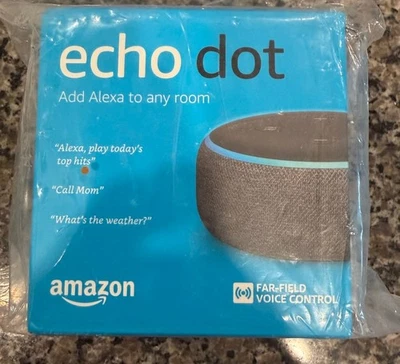 echo dot
Add Alexa to any room
"Alexa, play today's
top hits"
"Call Mom"
"What's the weather?"
amazon
FAR-FIELD
VOICE CONTROL